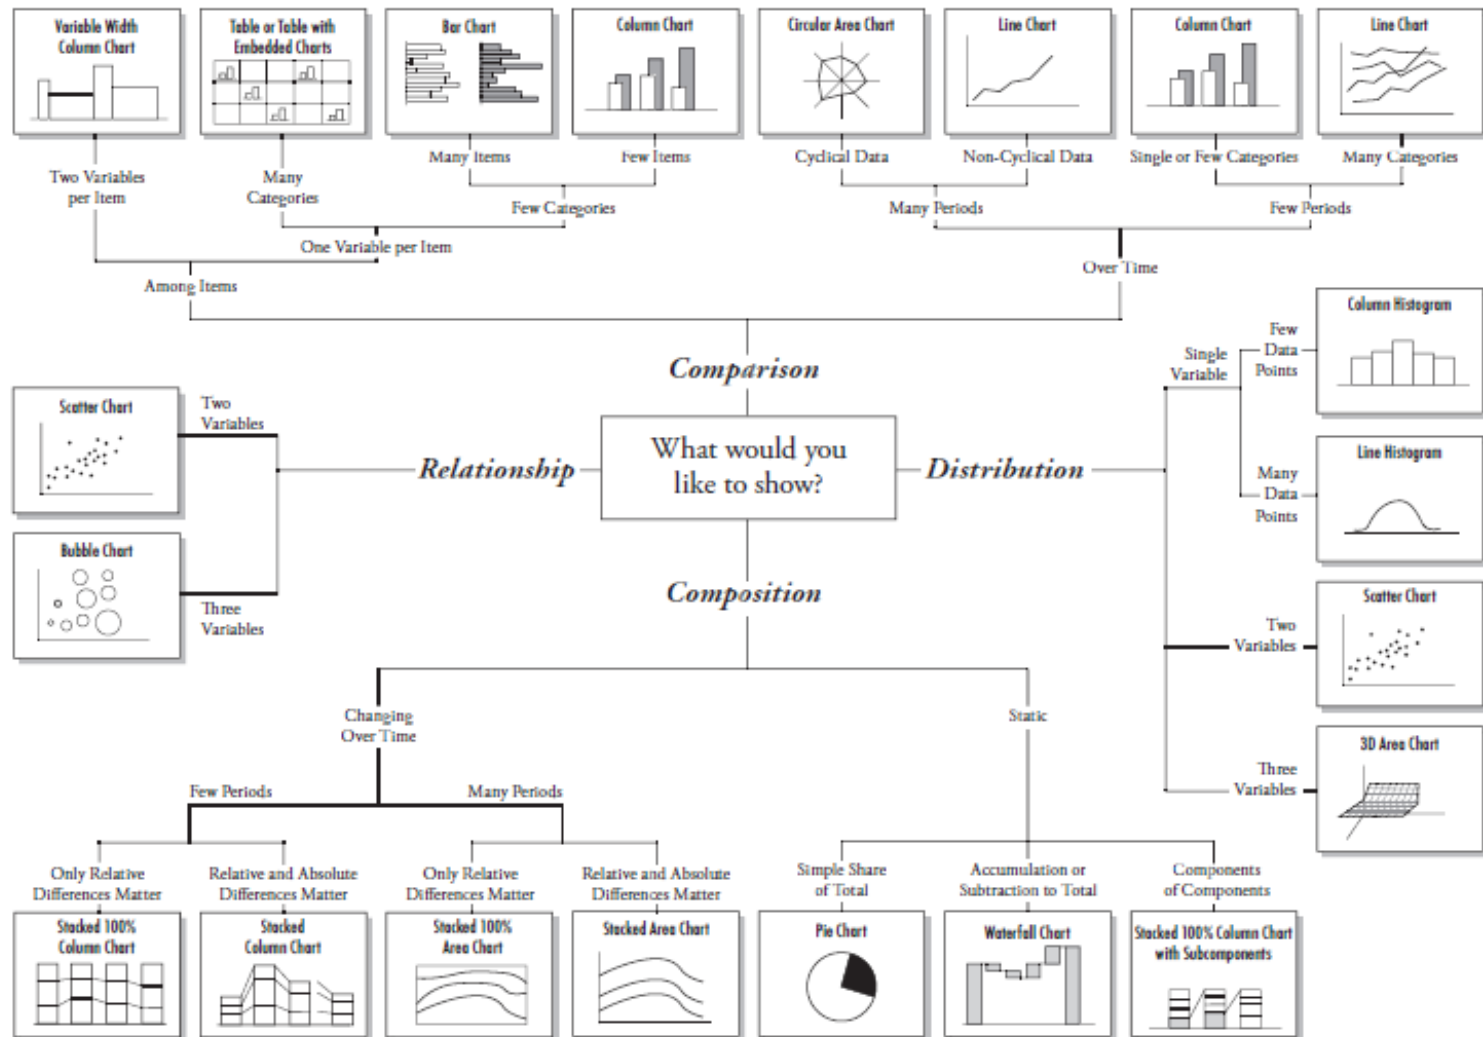 Variable Width
Column Chart
Table or Table with
Embedded Charts
Bar Chart
Column Chart
Circular Area Chart
Line Chart
Column Chart
Line Chart
Two Variables
per Item
Many
Categories
Many Items
Few Items
Cyclical Data
Non-Cyclical Data
Single or Few Categories
Many Categories
Few Categories
Many Periods
Few Periods
One Variable per Item
Among Items
Over Time
Comparison
What would you
like to show?
Relationship
Two
Variables
Scatter Chart
Three
Variables
Bubble Chart
Distribution
Single
Variable
Few
Data
Points
Column Histogram
Many
Data
Points
Line Histogram
Two
Variables
Scatter Chart
Three
Variables
3D Area Chart
Composition
Changing
Over Time
Static
Few Periods
Many Periods
Only Relative
Differences Matter
Relative and Absolute
Differences Matter
Only Relative
Differences Matter
Relative and Absolute
Differences Matter
Simple Share
of Total
Accumulation or
Subtraction to Total
Components
of Components
Stacked 100%
Column Chart
Stacked
Column Chart
Stacked 100%
Area Chart
Stacked Area Chart
Pie Chart
Waterfall Chart
Stacked 100% Column Chart
with Subcomponents